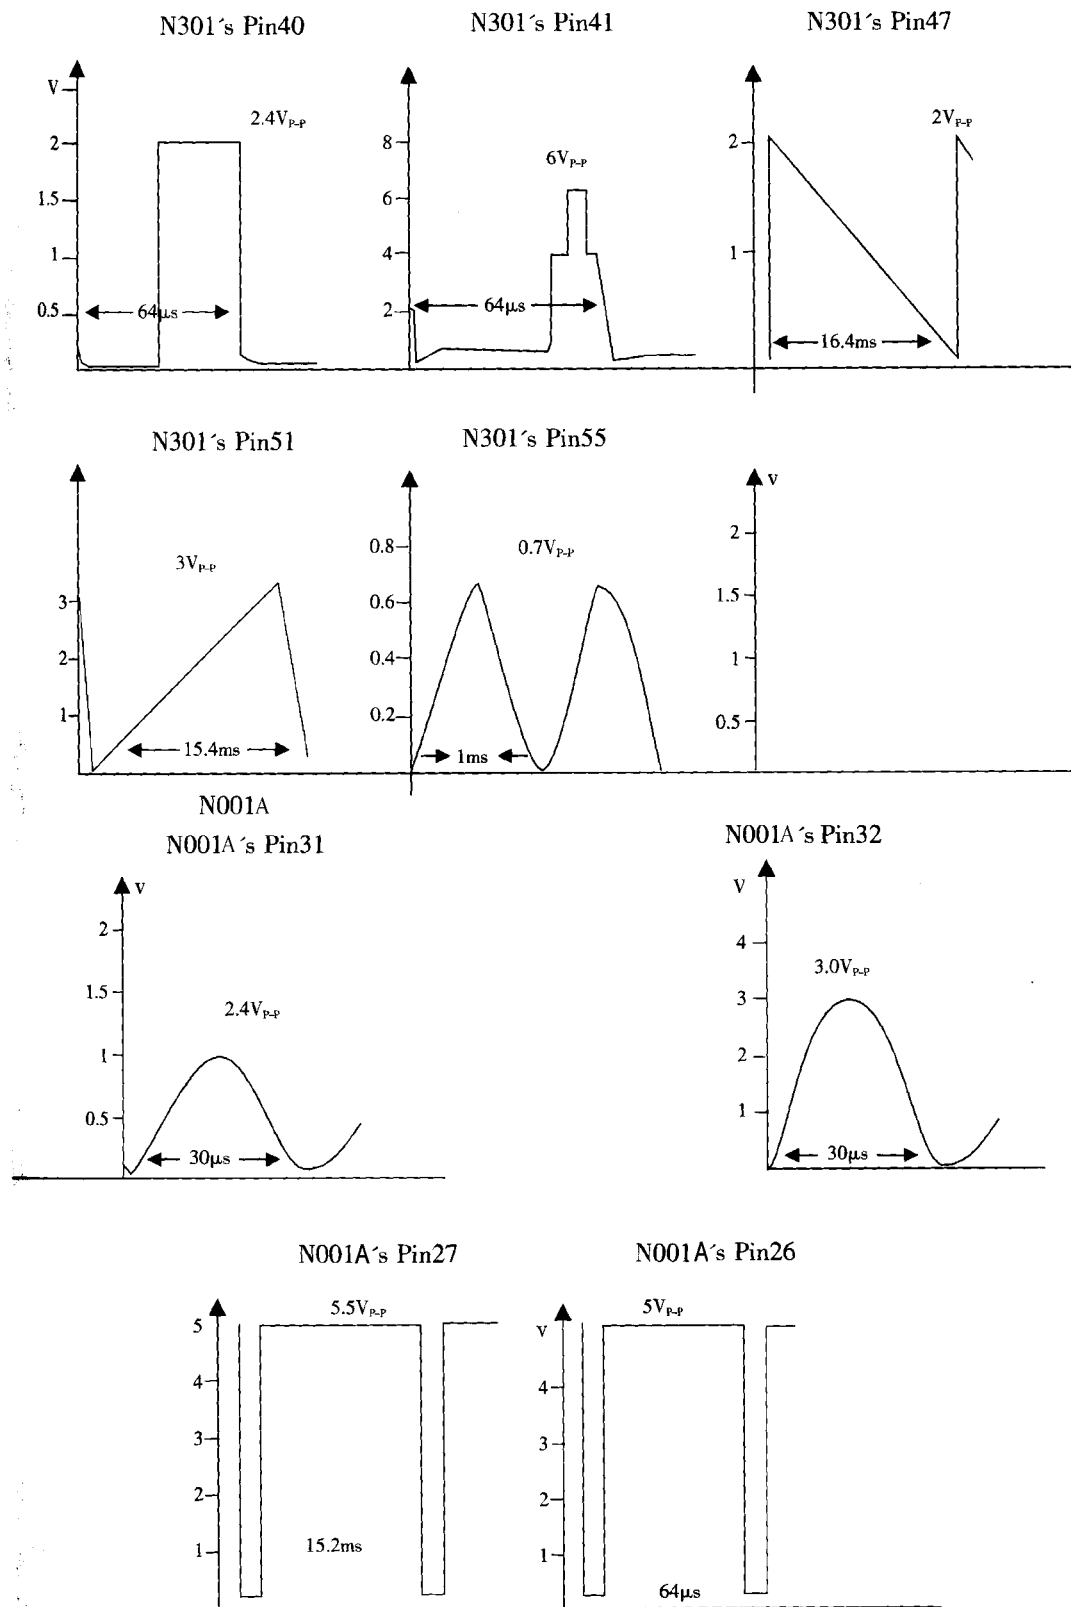 N301´s Pin40
N301´s Pin41
N301´s Pin47
V
2
1.5
1
0.5
2.4VP-P
64µs
8
6
4
2
6VP-P
64µs
2
1
2VP-P
16.4ms
N301´s Pin51
N301´s Pin55
3
2
1
3VP-P
15.4ms
0.8
0.6
0.4
0.2
0.7VP-P
1ms
v
2
1.5
1
0.5
N001A
N001A´s Pin31
N001A´s Pin32
v
2
1.5
1
0.5
2.4VP-P
30µs
V
4
3
2
1
3.0VP-P
30µs
N001A´s Pin27
N001A´s Pin26
5
4
3
2
1
5.5VP-P
15.2ms
v
4
3
2
1
5VP-P
64µs